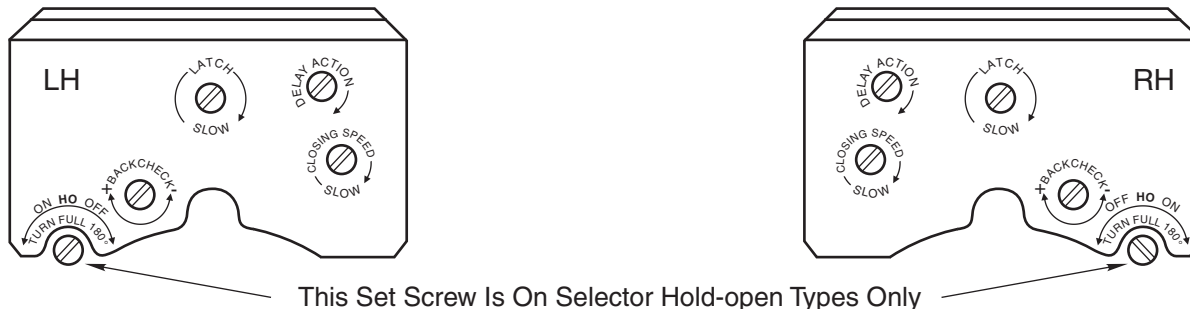 LH
LATCH
SLOW
DELAY ACTION
CLOSING SPEED
SLOW
+BACKCHECK-
ON HO OFF
TURN FULL 180°
DELAY ACTION
LATCH
SLOW
RH
CLOSING SPEED
SLOW
+BACKCHECK-
OFF HO ON
TURN FULL 180°
This Set Screw Is On Selector Hold-open Types Only